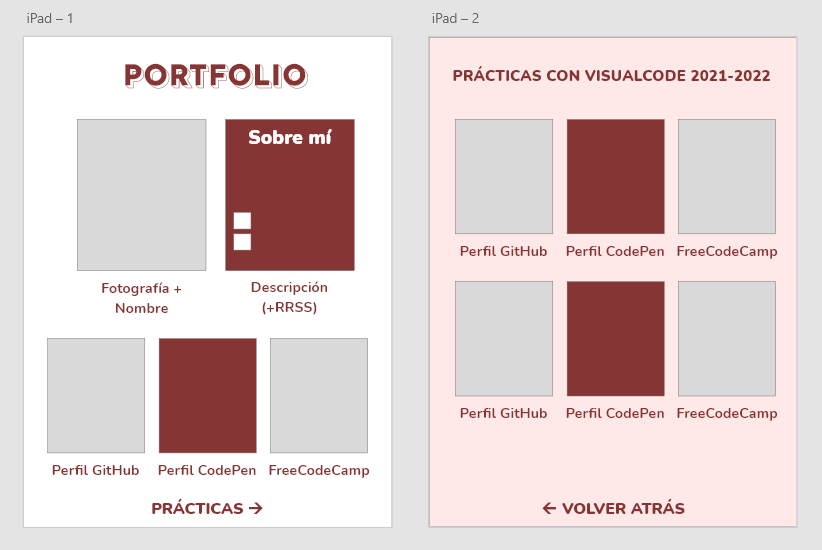 iPad – 1
PORTFOLIO
Sobre mí
Fotografía +
Nombre
Descripción
(+RRSS)
Perfil GitHub
Perfil CodePen
FreeCodeCamp
PRÁCTICAS →
iPad – 2
PRÁCTICAS CON VISUALCODE 2021-2022
Perfil GitHub
Perfil CodePen
FreeCodeCamp
Perfil GitHub
Perfil CodePen
FreeCodeCamp
← VOLVER ATRÁS